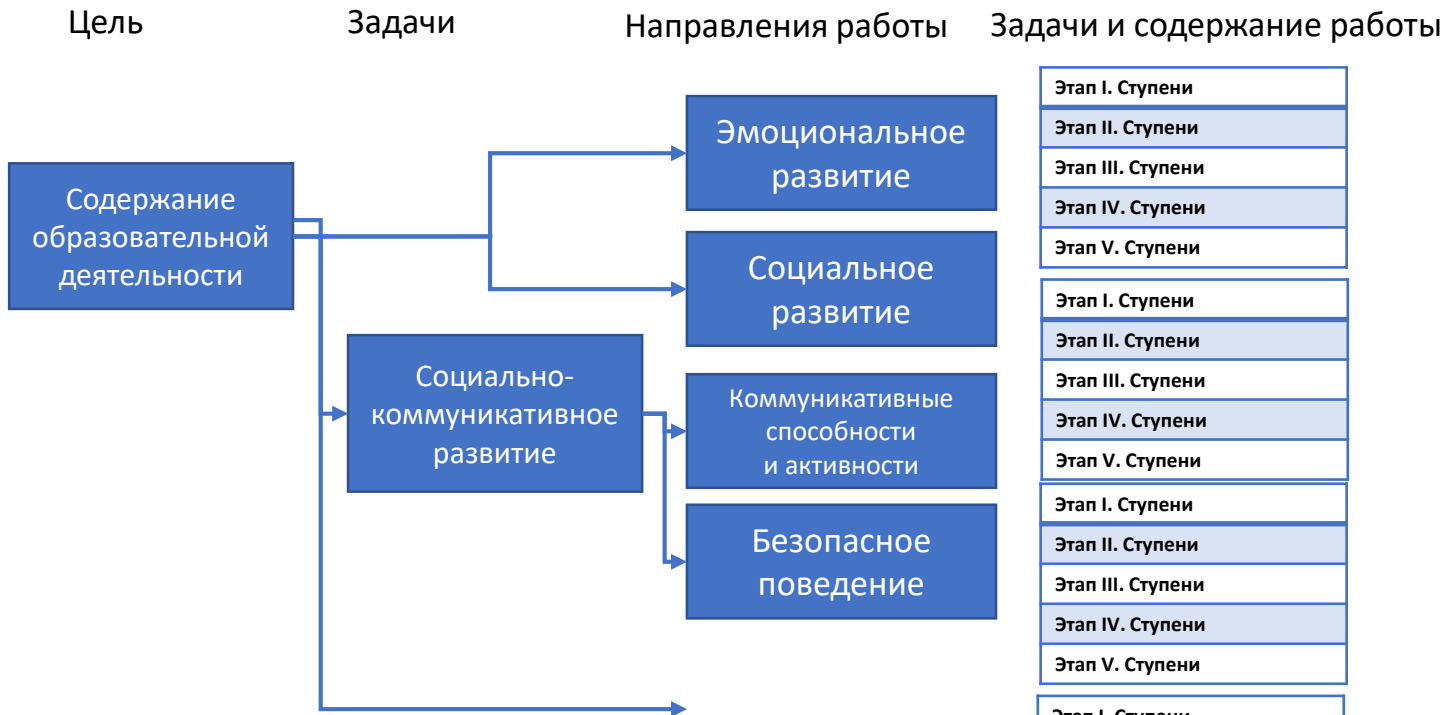 Цель
Задачи
Направления работы
Задачи и содержание работы
Содержание
образовательной
деятельности
Социально-
коммуникативное
развитие
Эмоциональное
развитие
Социальное
развитие
Коммуникативные
способности
и активности
Безопасное
поведение
Этап I. Ступени
Этап II. Ступени
Этап III. Ступени
Этап IV. Ступени
Этап V. Ступени
Этап I. Ступени
Этап II. Ступени
Этап III. Ступени
Этап IV. Ступени
Этап V. Ступени
Этап I. Ступени
Этап II. Ступени
Этап III. Ступени
Этап IV. Ступени
Этап V. Ступени
Этап I. Ступени